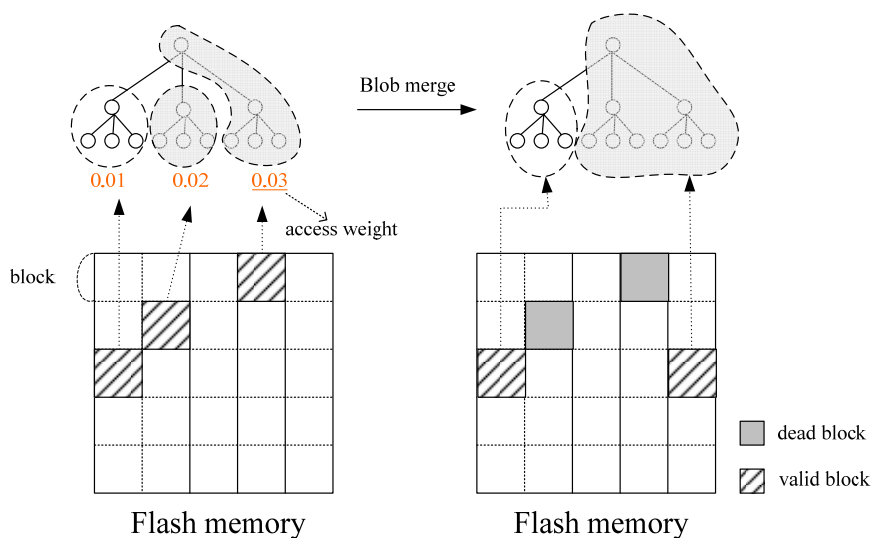 Blob merge
0.01
0.02
0.03
access weight
block
dead block
valid block
Flash memory
Flash memory